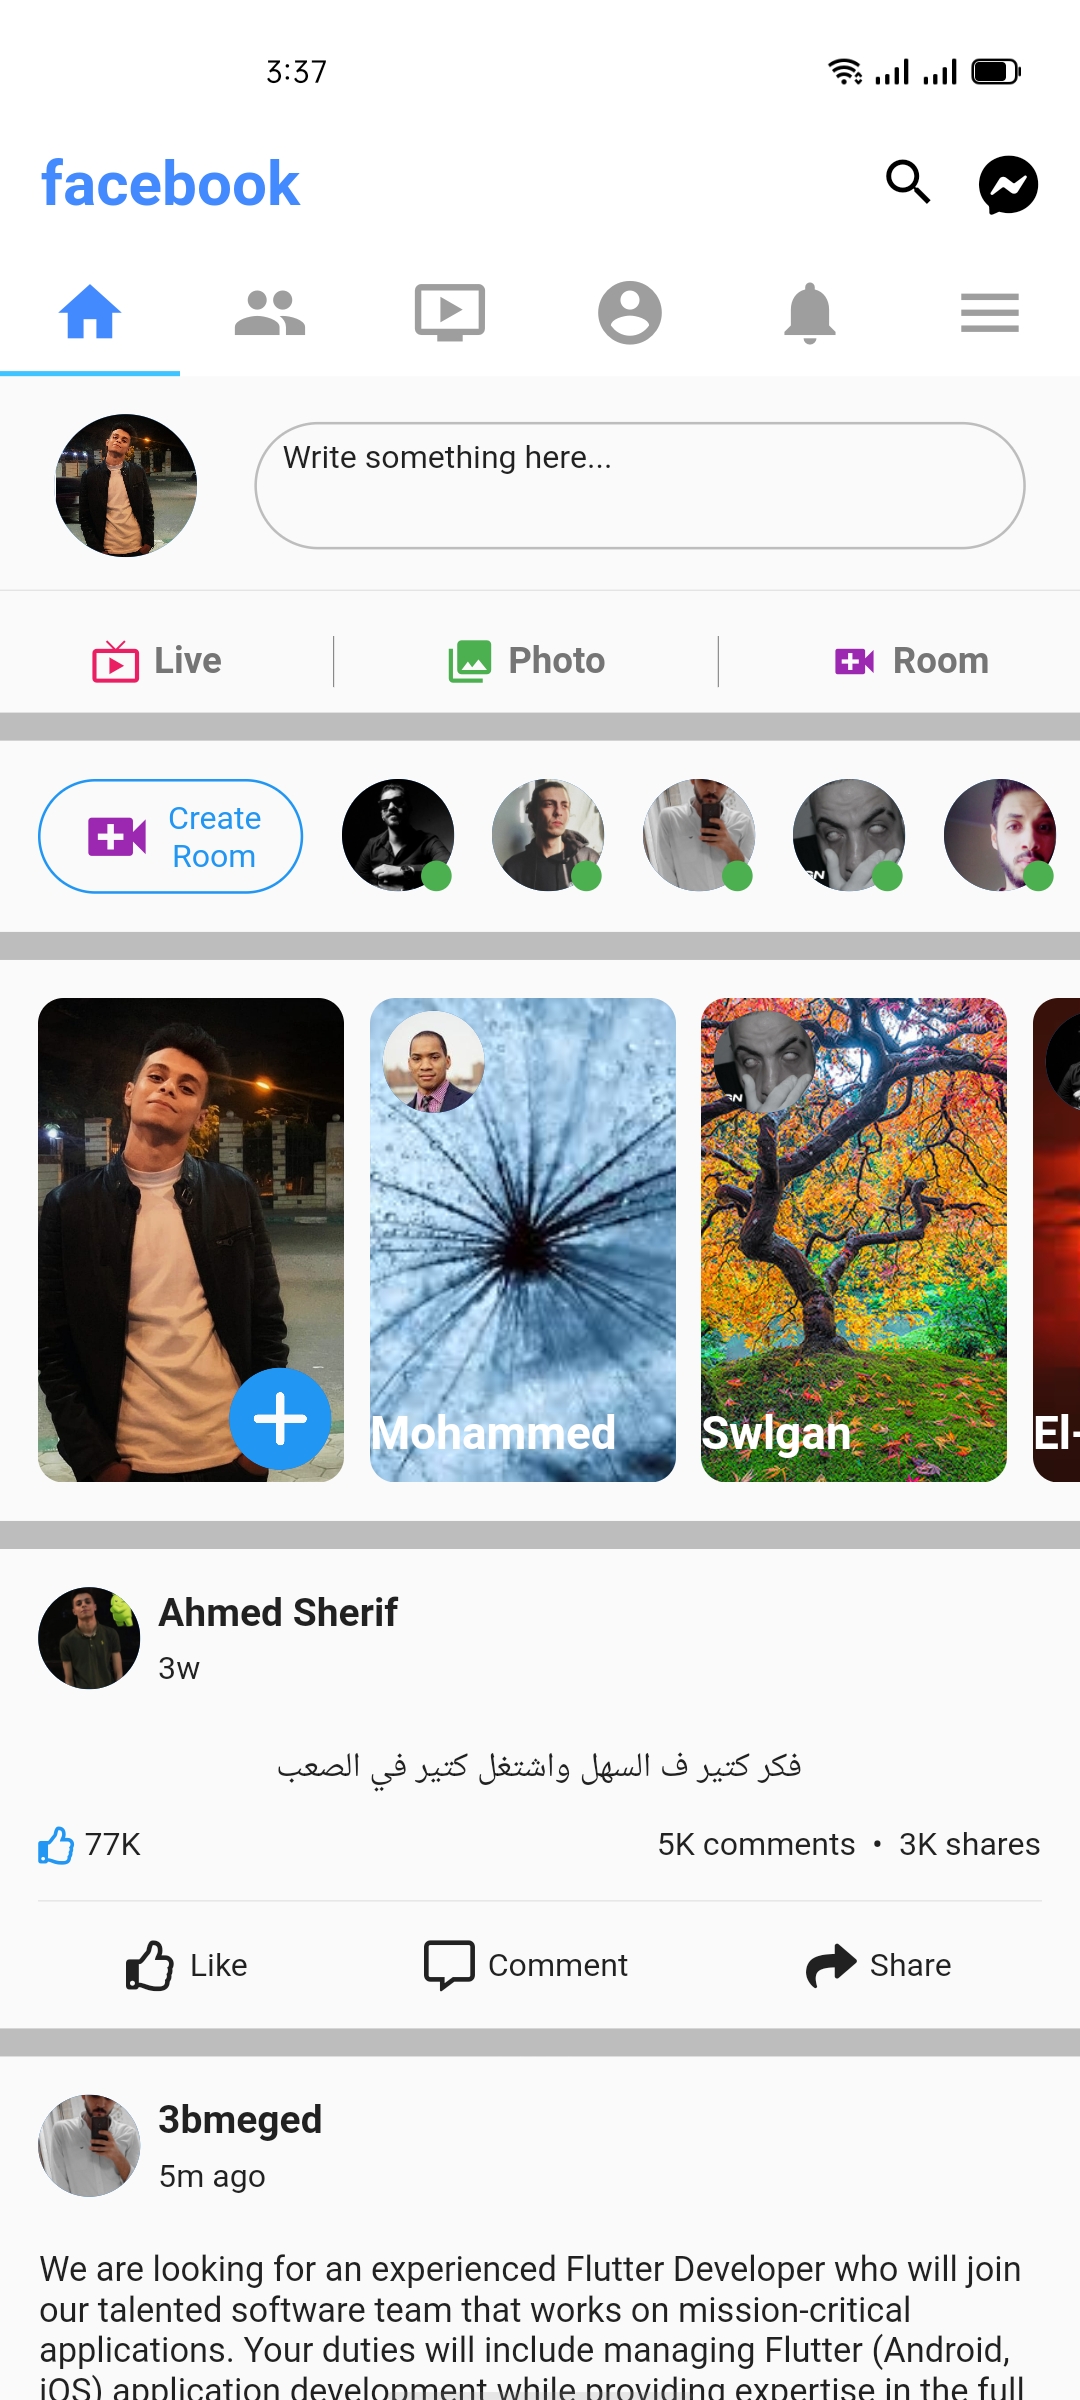 3:37
facebook
Write something here...
Live
Photo
Room
Create
Room
Mohammed
Swlgan
El-
Ahmed Sherif
3w
فكر كتير ف السهل واشتغل كتير في الصعب
77K
5K comments • 3K shares
Like
Comment
Share
3bmeged
5m ago
We are looking for an experienced Flutter Developer who will join
our talented software team that works on mission-critical
applications. Your duties will include managing Flutter (Android,
iOS) application development while providing expertise in the full